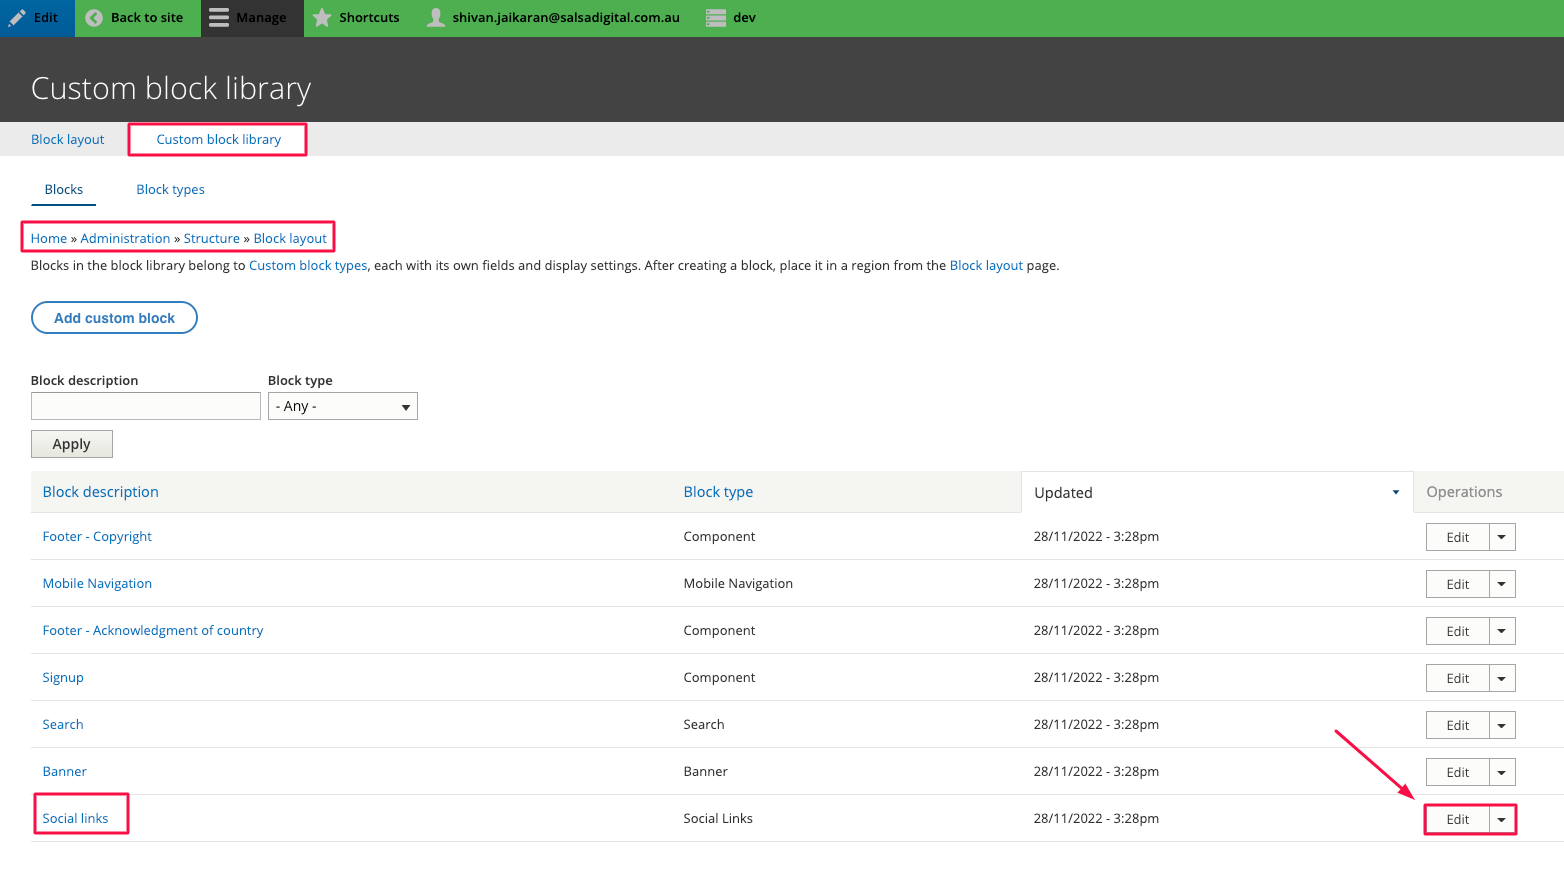 Edit Back to site Manage Shortcuts shivan.jaikaran@salsadigital.com.au dev
Custom block library
Block layout Custom block library
Blocks Block types
Home » Administration » Structure » Block layout
Blocks in the block library belong to Custom block types, each with its own fields and display settings. After creating a block, place it in a region from the Block layout page.
Add custom block
Block description Block type
- Any -
Apply
Block description Block type Updated Operations
Footer - Copyright Component 28/11/2022 - 3:28pm Edit
Mobile Navigation Mobile Navigation 28/11/2022 - 3:28pm Edit
Footer - Acknowledgment of country Component 28/11/2022 - 3:28pm Edit
Signup Component 28/11/2022 - 3:28pm Edit
Search Search 28/11/2022 - 3:28pm Edit
Banner Banner 28/11/2022 - 3:28pm Edit
Social links Social Links 28/11/2022 - 3:28pm Edit